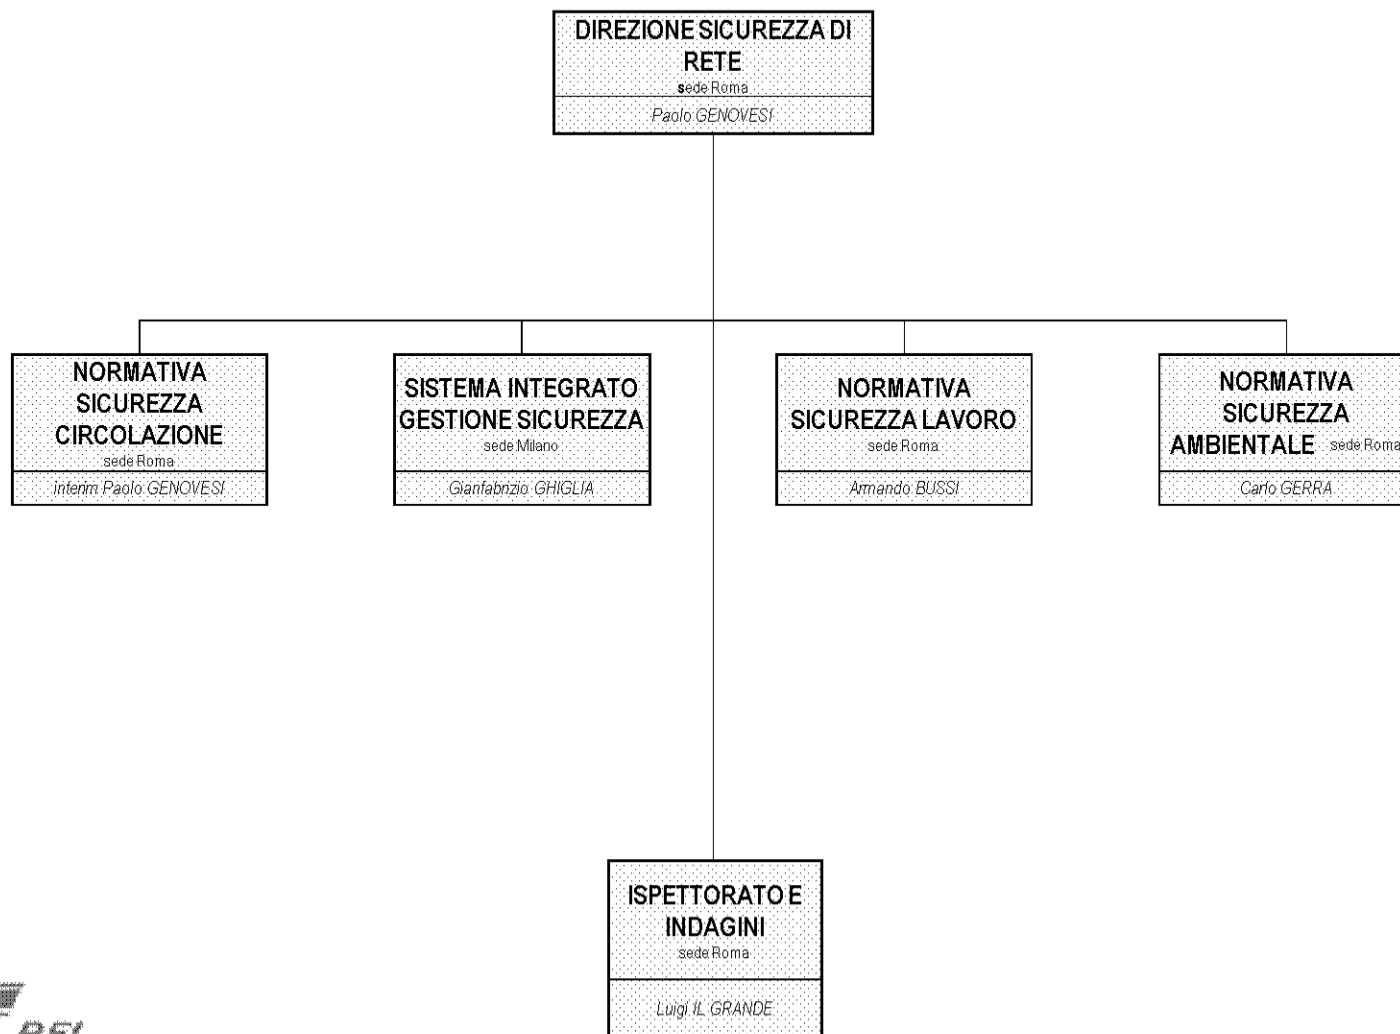 DIREZIONE SICUREZZA DI
RETE
sede Roma
Paolo GENOVESI
NORMATIVA
SICUREZZA
CIRCOLAZIONE
sede Roma
interim Paolo GENOVESI
SISTEMA INTEGRATO
GESTIONE SICUREZZA
sede Milano
Gianfabrizio GHIGLIA
NORMATIVA
SICUREZZA LAVORO
sede Roma
Armando BUSSI
NORMATIVA
SICUREZZA
AMBIENTALE sede Roma
Carlo GERRA
ISPETTORATO E
INDAGINI
sede Roma
Luigi IL GRANDE
RFI